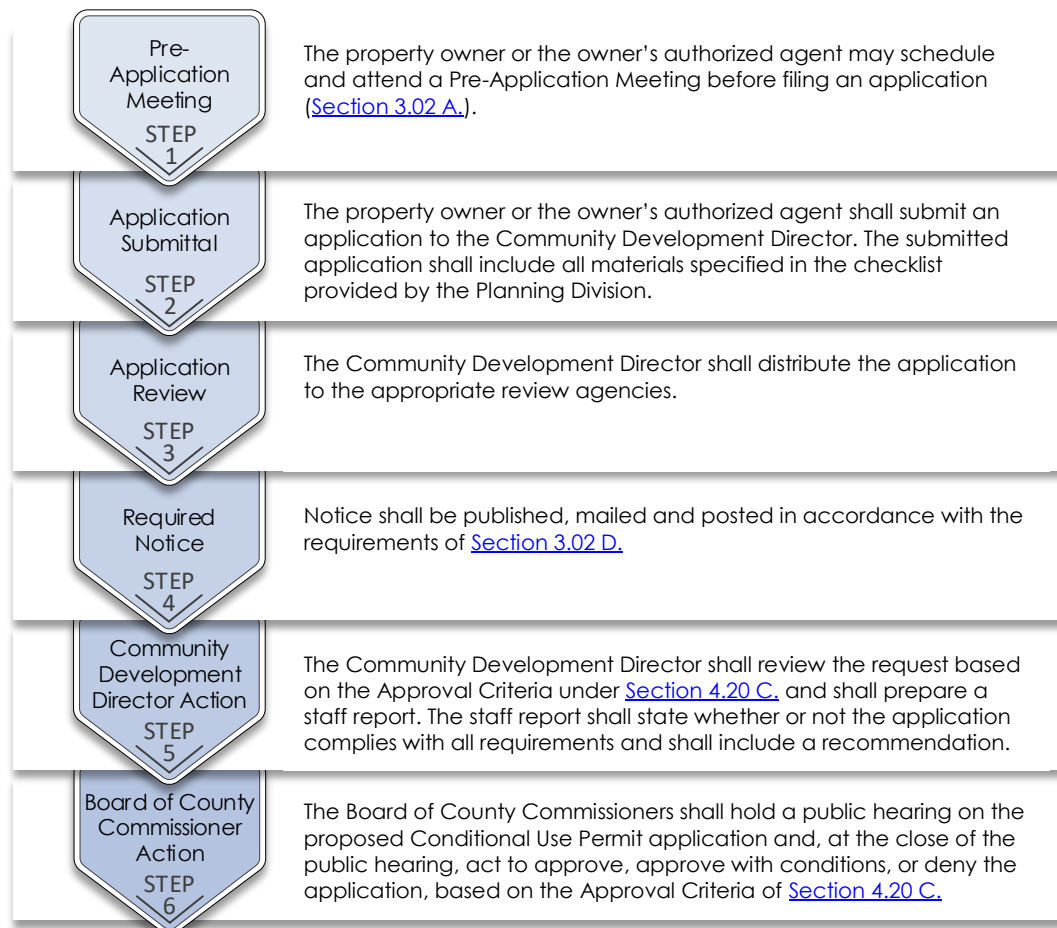 Pre-
Application
Meeting
STEP
1
The property owner or the owner’s authorized agent may schedule
and attend a Pre-Application Meeting before filing an application
(Section 3.02 A.).
Application
Submittal
STEP
2
The property owner or the owner’s authorized agent shall submit an
application to the Community Development Director. The submitted
application shall include all materials specified in the checklist
provided by the Planning Division.
Application
Review
STEP
3
The Community Development Director shall distribute the application
to the appropriate review agencies.
Required
Notice
STEP
4
Notice shall be published, mailed and posted in accordance with the
requirements of Section 3.02 D.
Community
Development
Director Action
STEP
5
The Community Development Director shall review the request based
on the Approval Criteria under Section 4.20 C. and shall prepare a
staff report. The staff report shall state whether or not the application
complies with all requirements and shall include a recommendation.
Board of County
Commissioner
Action
STEP
6
The Board of County Commissioners shall hold a public hearing on the
proposed Conditional Use Permit application and, at the close of the
public hearing, act to approve, approve with conditions, or deny the
application, based on the Approval Criteria of Section 4.20 C.